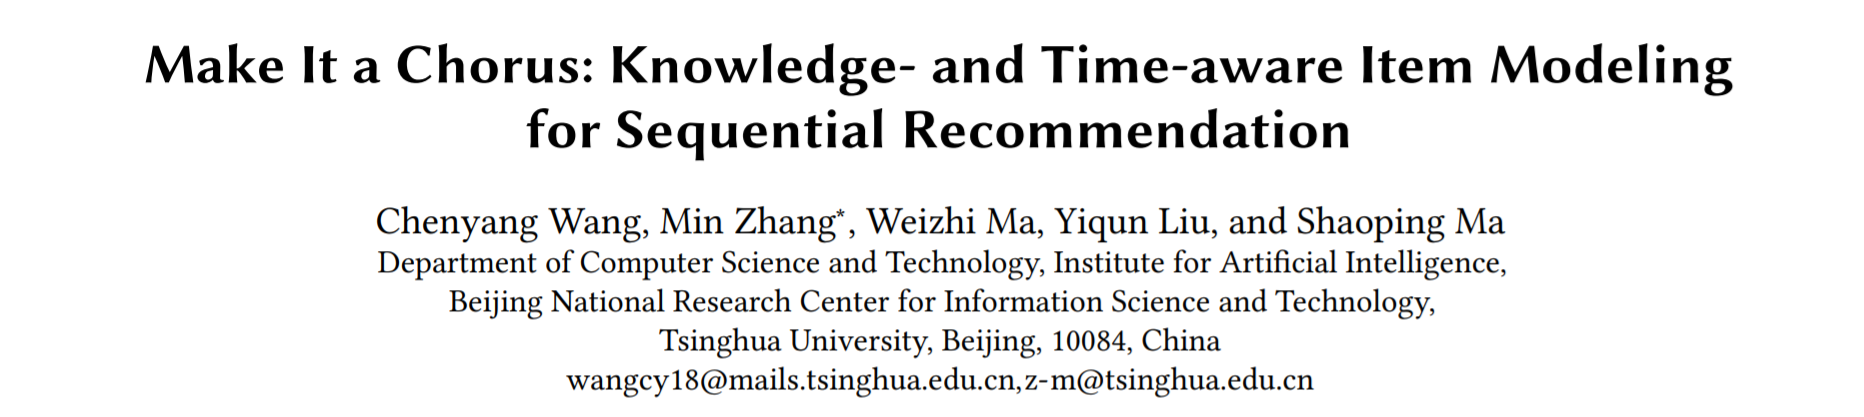 Make It a Chorus: Knowledge- and Time-aware Item Modeling
for Sequential Recommendation
Chenyang Wang, Min Zhang*, Weizhi Ma, Yiqun Liu, and Shaoping Ma
Department of Computer Science and Technology, Institute for Artificial Intelligence,
Beijing National Research Center for Information Science and Technology,
Tsinghua University, Beijing, 10084, China
wangcy18@mails.tsinghua.edu.cn,z-m@tsinghua.edu.cn